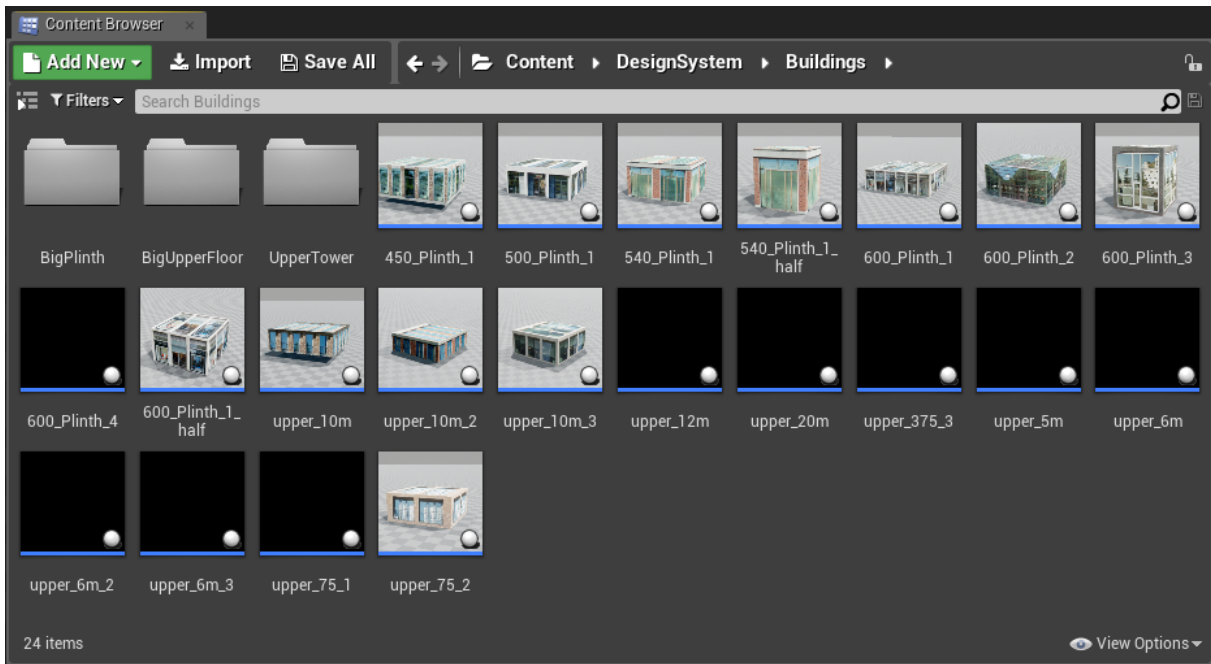 Content Browser
Add New Import Save All Content DesignSystem Buildings
Filters Search Buildings
BigPlinth BigUpperFloor UpperTower 450_Plinth_1 500_Plinth_1 540_Plinth_1 540_Plinth_1_ 600_Plinth_1 600_Plinth_2 600_Plinth_3
half
600_Plinth_4 600_Plinth_1_ upper_10m upper_10m_2 upper_10m_3 upper_12m upper_20m upper_375_3 upper_5m upper_6m
half
upper_6m_2 upper_6m_3 upper_75_1 upper_75_2
24 items View Options